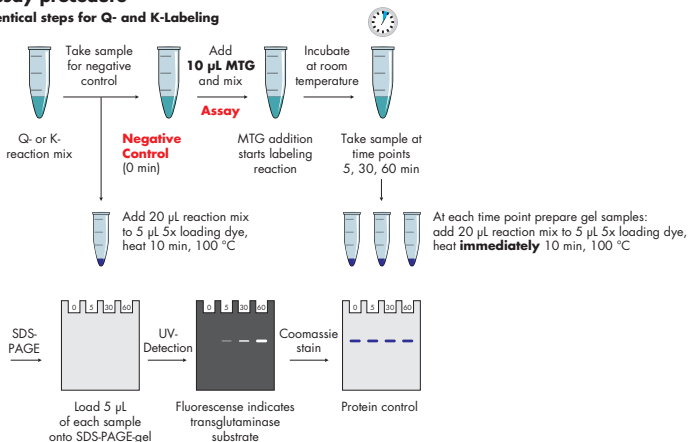 entical steps for Q- and K-Labeling
Take sample
for negative
control
Add
10 µL MTG
and mix
Assay
Incubate
at room
temperature
Q- or K-
reaction mix
Negative
Control
(0 min)
MTG addition
starts labeling
reaction
Take sample at
time points
5, 30, 60 min
Add 20 µL reaction mix
to 5 µL 5x loading dye,
heat 10 min, 100 °C
At each time point prepare gel samples:
add 20 µL reaction mix to 5 µL 5x loading dye,
heat immediately 10 min, 100 °C
SDS-
PAGE
0 5 30 60
UV-
Detection
0 5 30 60
Coomassie
stain
0 5 30 60
Load 5 µL
of each sample
onto SDS-PAGE-gel
Fluorescense indicates
transglutaminase
substrate
Protein control